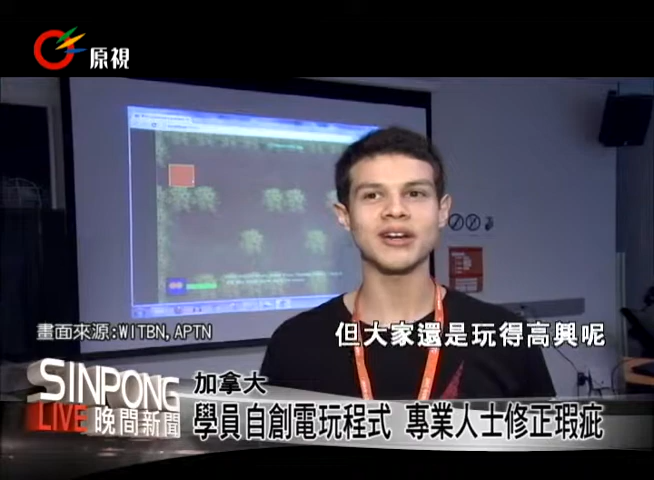 原視
畫面來源:WITBN,APTN
但大家還是玩得高興呢
SINPONG
LIVE 晚間新聞
加拿大
學員自創電玩程式 專業人士修正瑕疵